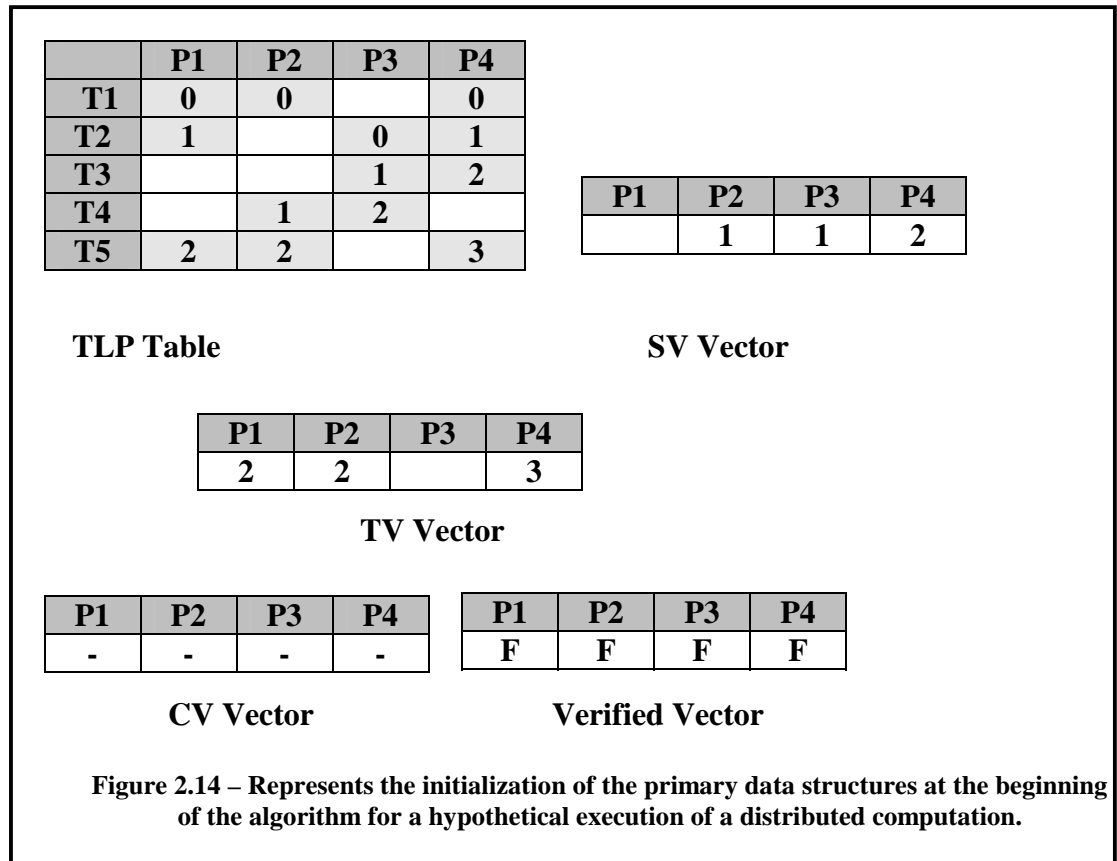 P1 P2 P3 P4
T1 0 0 0
T2 1 0 1
T3 1 2
T4 1 2
T5 2 2 3
P1 P2 P3 P4
1 1 2
TLP Table
SV Vector
P1 P2 P3 P4
2 2 3
TV Vector
P1 P2 P3 P4
- - - -
P1 P2 P3 P4
F F F F
CV Vector
Verified Vector
Figure 2.14 – Represents the initialization of the primary data structures at the beginning
of the algorithm for a hypothetical execution of a distributed computation.